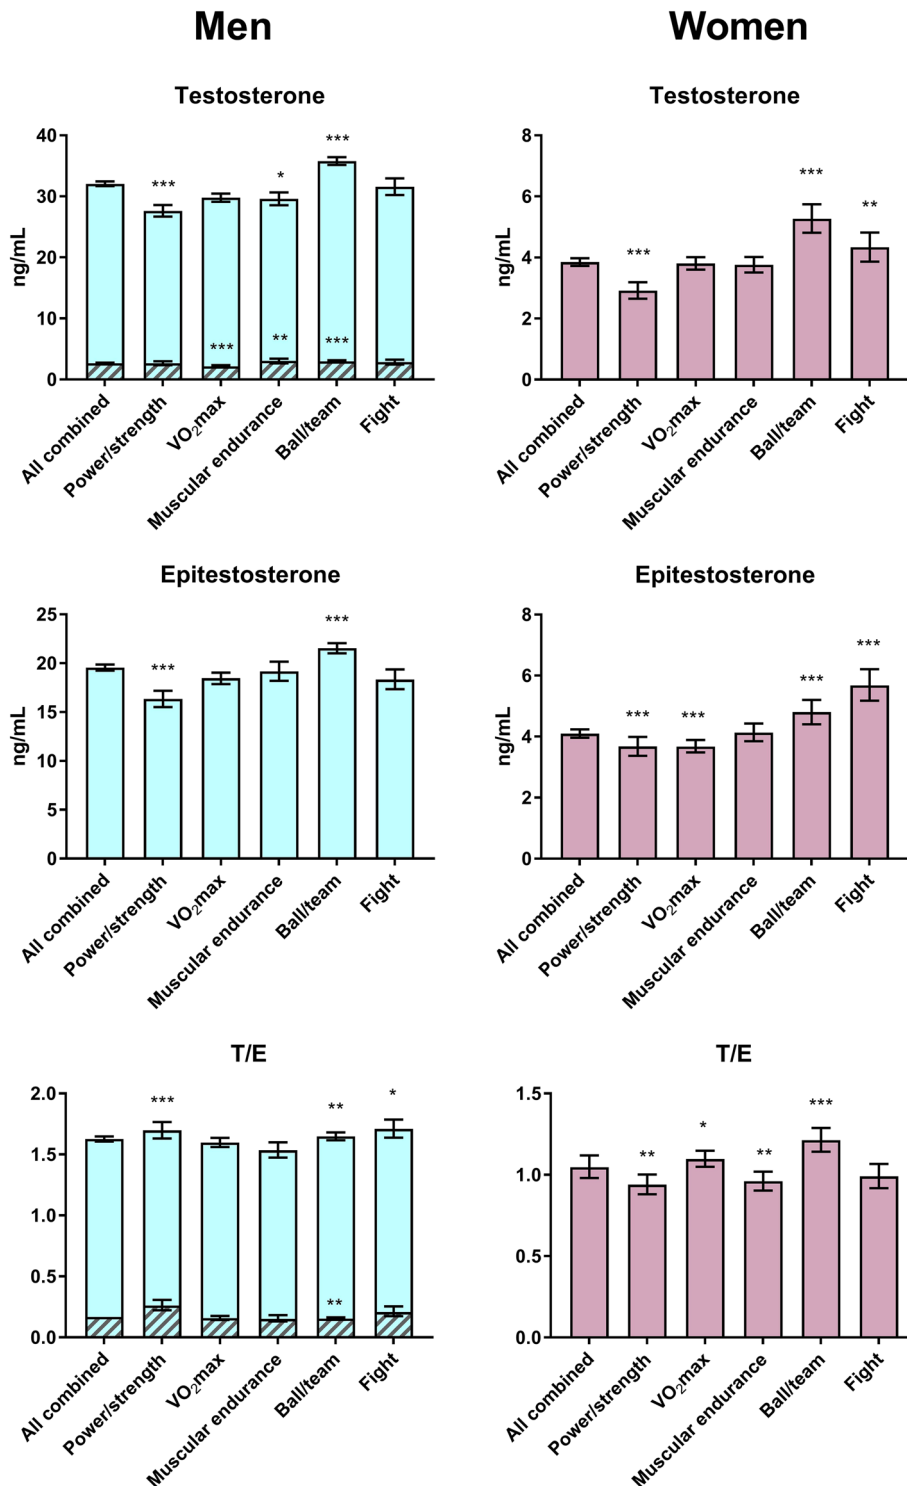 Men
Women
Testosterone
ng/mL
40
30
20
10
0
***
*
***
***
**
***
All combined
Power/strength
VO₂max
Muscular endurance
Ball/team
Fight
Testosterone
ng/mL
8
6
4
2
0
***
***
**
All combined
Power/strength
VO₂max
Muscular endurance
Ball/team
Fight
Epitestosterone
ng/mL
25
20
15
10
5
0
***
***
All combined
Power/strength
VO₂max
Muscular endurance
Ball/team
Fight
Epitestosterone
ng/mL
8
6
4
2
0
***
***
***
***
All combined
Power/strength
VO₂max
Muscular endurance
Ball/team
Fight
T/E
2.0
1.5
1.0
0.5
0.0
***
**
*
**
All combined
Power/strength
VO₂max
Muscular endurance
Ball/team
Fight
T/E
1.5
1.0
0.5
0.0
**
*
**
***
All combined
Power/strength
VO₂max
Muscular endurance
Ball/team
Fight